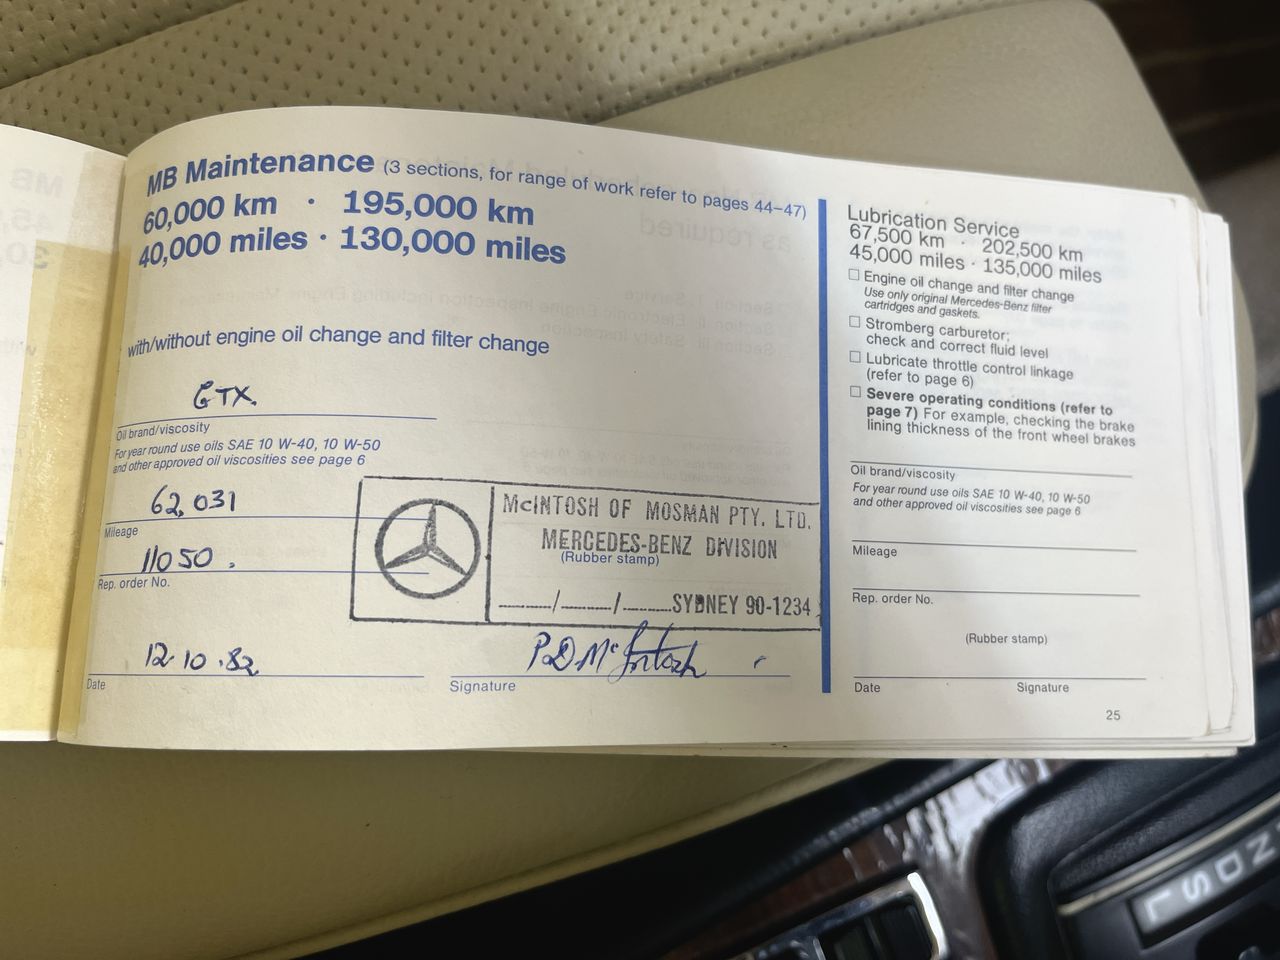 MB Maintenance (3 sections, for range of work refer to pages 44–47)
60,000 km · 195,000 km
40,000 miles · 130,000 miles
with/without engine oil change and filter change
GTX.
Oil brand/viscosity
For year round use oils SAE 10 W-40, 10 W-50
and other approved oil viscosities see page 6
62,031
Mileage
11050.
Rep. order No.
McINTOSH OF MOSMAN PTY. LTD.
MERCEDES-BENZ DIVISION
(Rubber stamp)
___/___/___SYDNEY 90-1234
12.10.82
P.D. McIntosh
Date
Signature
Lubrication Service
67,500 km · 202,500 km
45,000 miles · 135,000 miles
Engine oil change and filter change
Use only original Mercedes-Benz filter
cartridges and gaskets.
Stromberg carburetor;
check and correct fluid level
Lubricate throttle control linkage
(refer to page 6)
Severe operating conditions (refer to
page 7) For example, checking the brake
lining thickness of the front wheel brakes
Oil brand/viscosity
For year round use oils SAE 10 W-40, 10 W-50
and other approved oil viscosities see page 6
Mileage
Rep. order No.
(Rubber stamp)
Date
Signature
25
N D S L